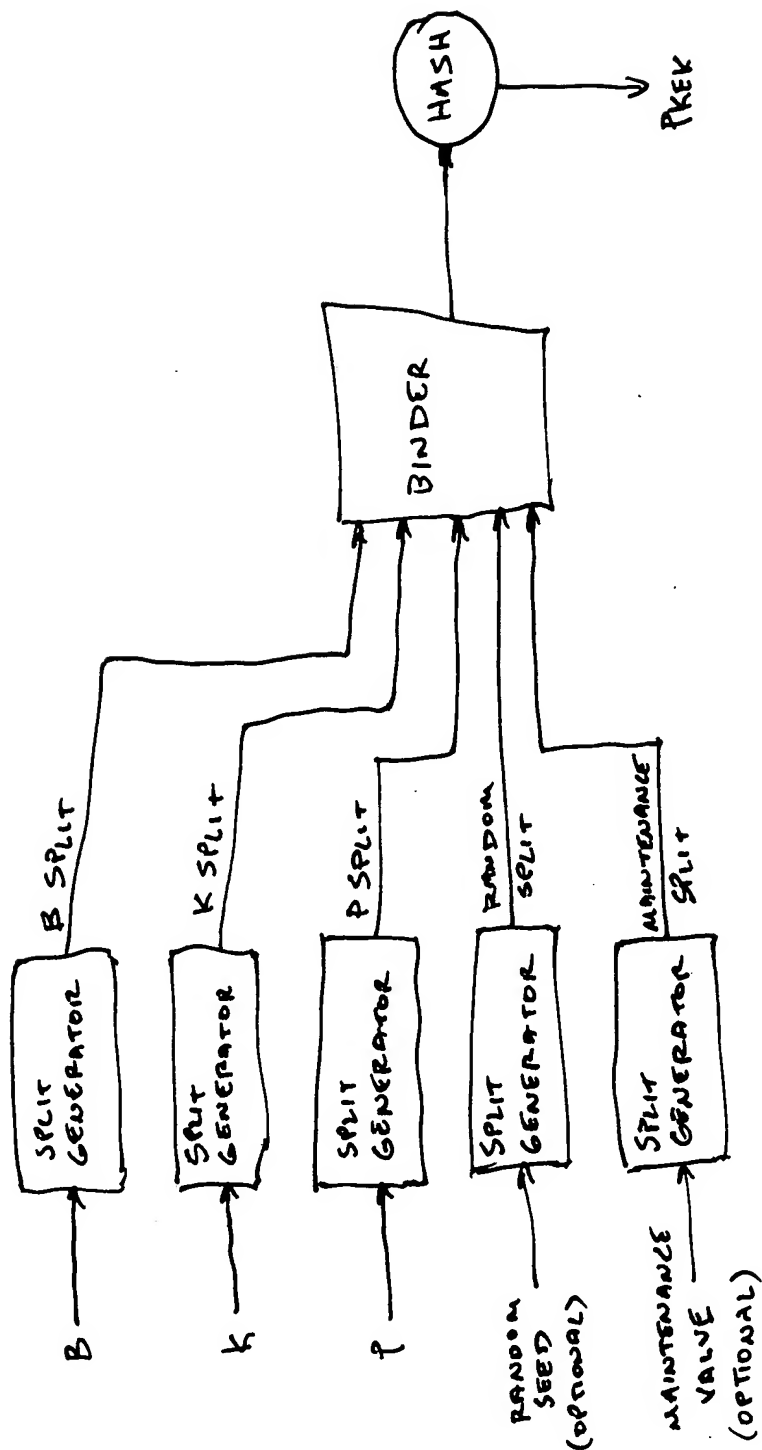 B
SPLIT
GENERATOR
B SPLIT
K
SPLIT
GENERATOR
K SPLIT
P
SPLIT
GENERATOR
P SPLIT
RANDOM
SEED
(OPTIONAL)
SPLIT
GENERATOR
RANDOM
SPLIT
MAINTENANCE
VALVE
(OPTIONAL)
SPLIT
GENERATOR
MAINTENANCE
SPLIT
BINDER
HASH
PKEK